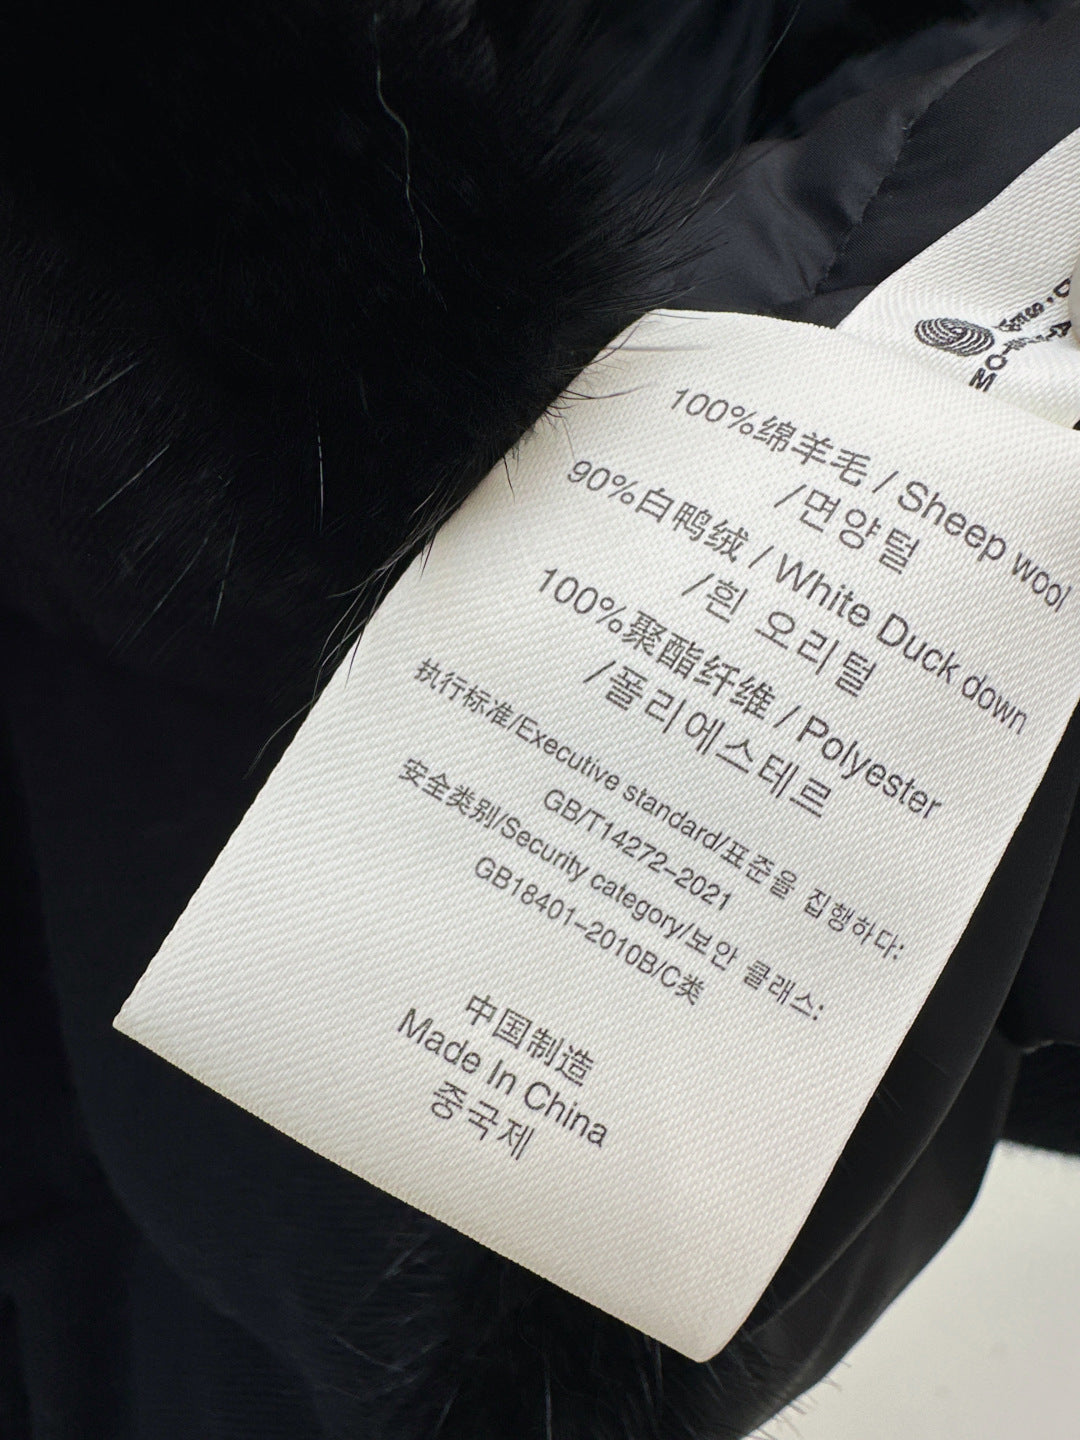 100%绵羊毛 / Sheep wool
/면양털
90%白鸭绒 / White Duck down
/흰 오리털
100%聚酯纤维 / Polyester
/폴리에스테르
执行标准/Executive standard/표준을 집행하다:
GB/T14272-2021
安全类别/Security category/보안 클래스:
GB18401-2010B/C类
中国制造
Made In China
중국제